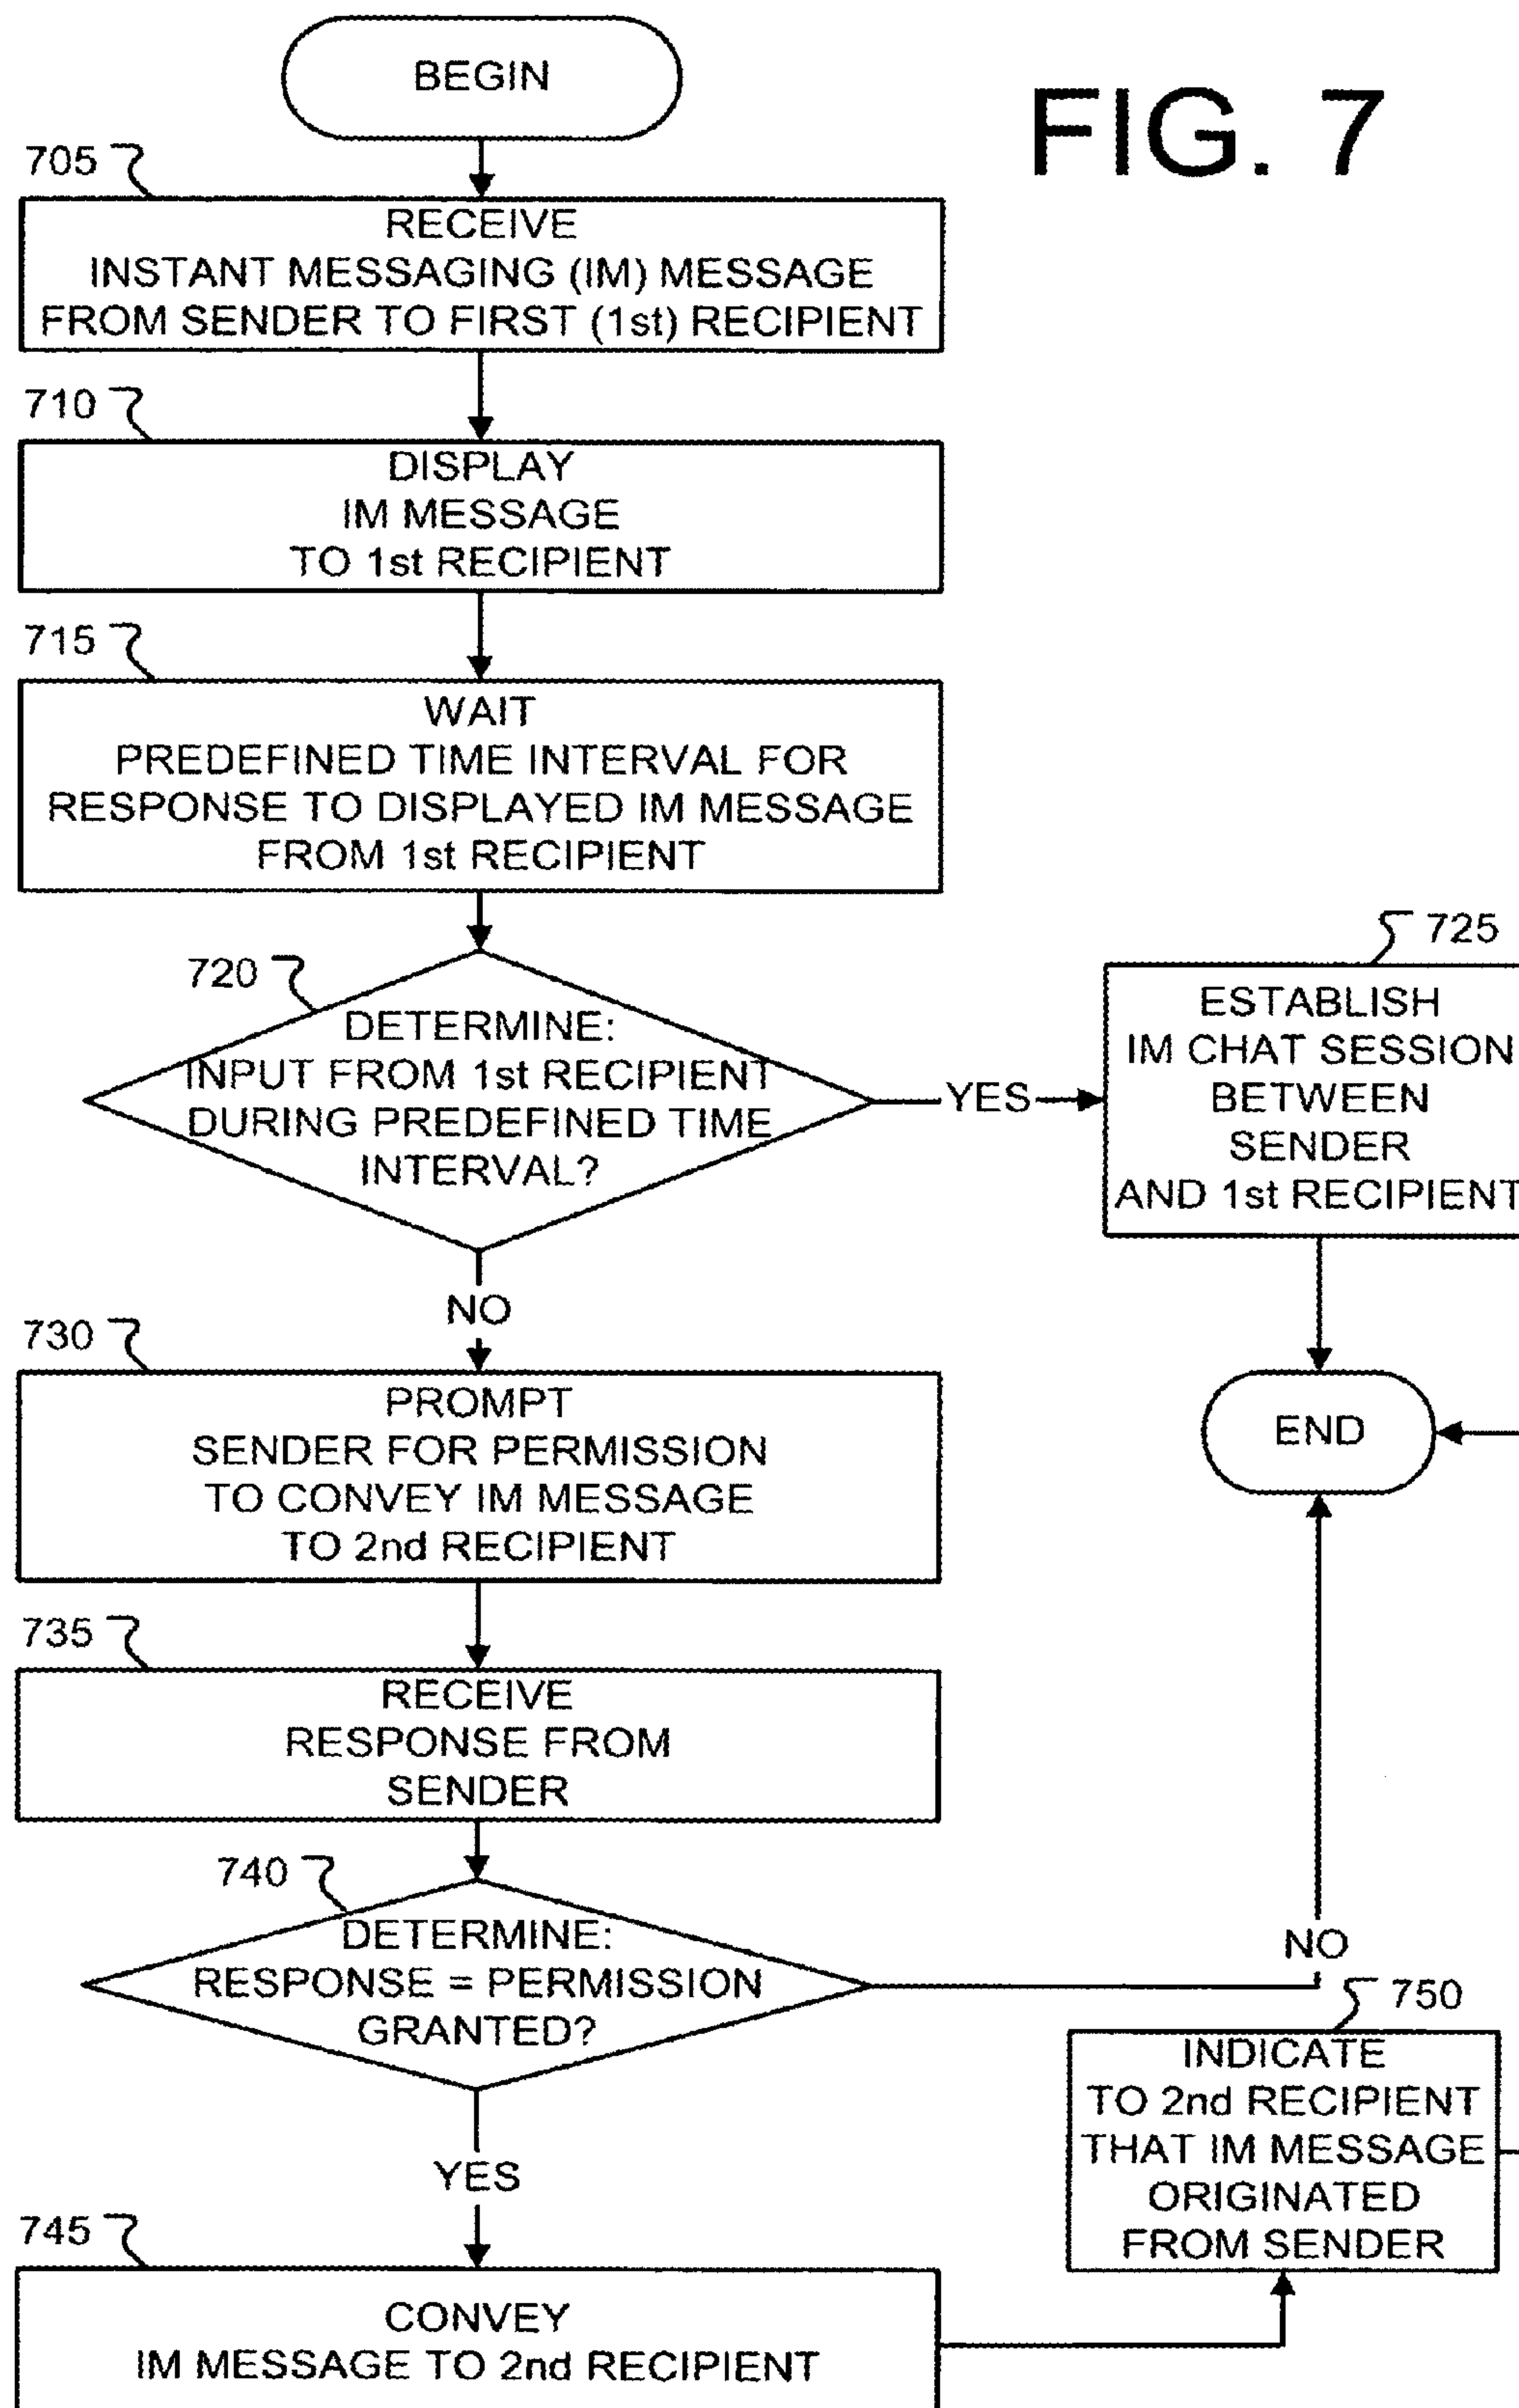 FIG. 7
BEGIN
705
RECEIVE
INSTANT MESSAGING (IM) MESSAGE
FROM SENDER TO FIRST (1st) RECIPIENT
710
DISPLAY
IM MESSAGE
TO 1st RECIPIENT
715
WAIT
PREDEFINED TIME INTERVAL FOR
RESPONSE TO DISPLAYED IM MESSAGE
FROM 1st RECIPIENT
720
DETERMINE:
INPUT FROM 1st RECIPIENT
DURING PREDEFINED TIME
INTERVAL?
YES
725
ESTABLISH
IM CHAT SESSION
BETWEEN
SENDER
AND 1st RECIPIENT
NO
730
PROMPT
SENDER FOR PERMISSION
TO CONVEY IM MESSAGE
TO 2nd RECIPIENT
END
735
RECEIVE
RESPONSE FROM
SENDER
740
DETERMINE:
RESPONSE = PERMISSION
GRANTED?
NO
YES
745
CONVEY
IM MESSAGE TO 2nd RECIPIENT
750
INDICATE
TO 2nd RECIPIENT
THAT IM MESSAGE
ORIGINATED
FROM SENDER